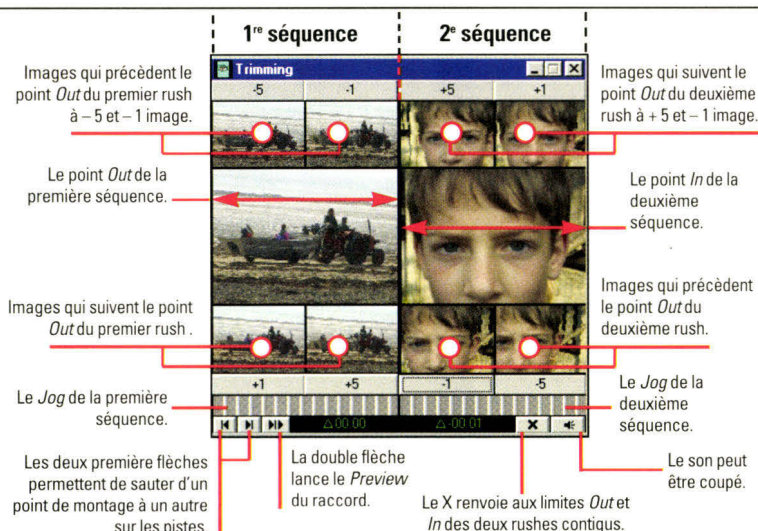 1re séquence
2e séquence
Images qui précèdent le
point Out du premier rush
à – 5 et – 1 image.
Trimming
-5
-1
+5
+1
Images qui suivent le
point Out du deuxième
rush à + 5 et – 1 image.
Le point Out de la
première séquence.
Le point In de la
deuxième
séquence.
Images qui suivent le point
Out du premier rush .
Images qui précèdent
le point Out du
deuxième rush.
+1
+5
-1
-5
Le Jog de la première
séquence.
Le Jog de la
deuxième
séquence.
△00:00
△-00:01
Les deux première flèches
permettent de sauter d'un
point de montage à un autre
sur les pistes.
La double flèche
lance le Preview
du raccord.
Le X renvoie aux limites Out et
In des deux rushes contigus.
Le son peut
être coupé.